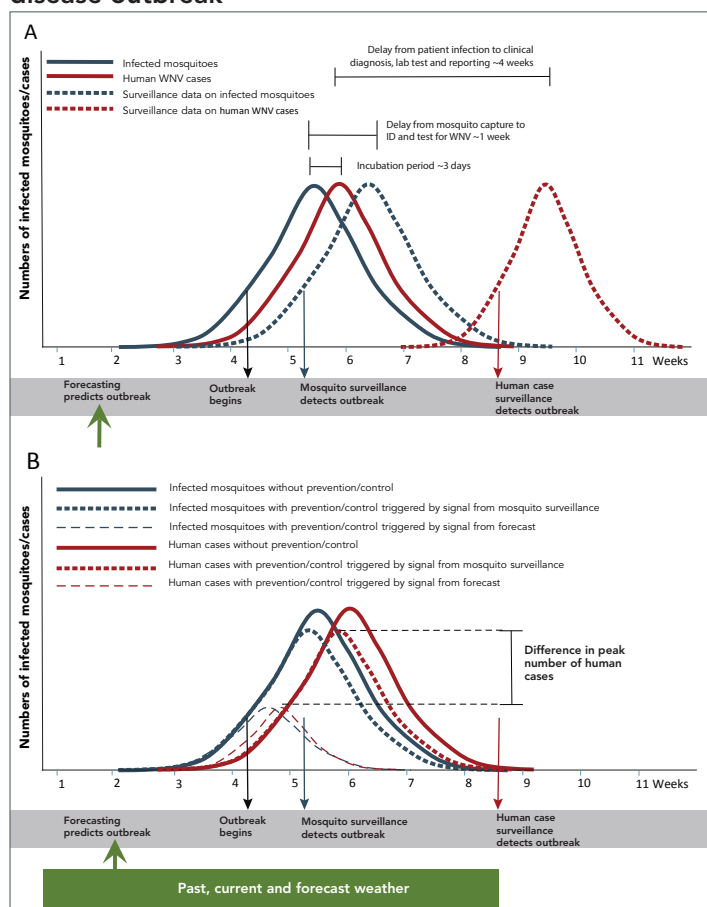 disease outbreak
A
Infected mosquitoes
Human WNV cases
Surveillance data on infected mosquitoes
Surveillance data on human WNV cases
Delay from patient infection to clinical
diagnosis, lab test and reporting ~4 weeks
Delay from mosquito capture to
ID and test for WNV ~1 week
Incubation period ~3 days
Numbers of infected mosquitoes/cases
1 2 3 4 5 6 7 8 9 10 11 Weeks
Forecasting
predicts outbreak
Outbreak
begins
Mosquito surveillance
detects outbreak
Human case
surveillance
detects outbreak
B
Infected mosquitoes without prevention/control
Infected mosquitoes with prevention/control triggered by signal from mosquito surveillance
Infected mosquitoes with prevention/control triggered by signal from forecast
Human cases without prevention/control
Human cases with prevention/control triggered by signal from mosquito surveillance
Human cases with prevention/control triggered by signal from forecast
Numbers of infected mosquitoes/cases
Difference in peak
number of human
cases
1 2 3 4 5 6 7 8 9 10 11 Weeks
Forecasting
predicts outbreak
Outbreak
begins
Mosquito surveillance
detects outbreak
Human case
surveillance
detects outbreak
Past, current and forecast weather